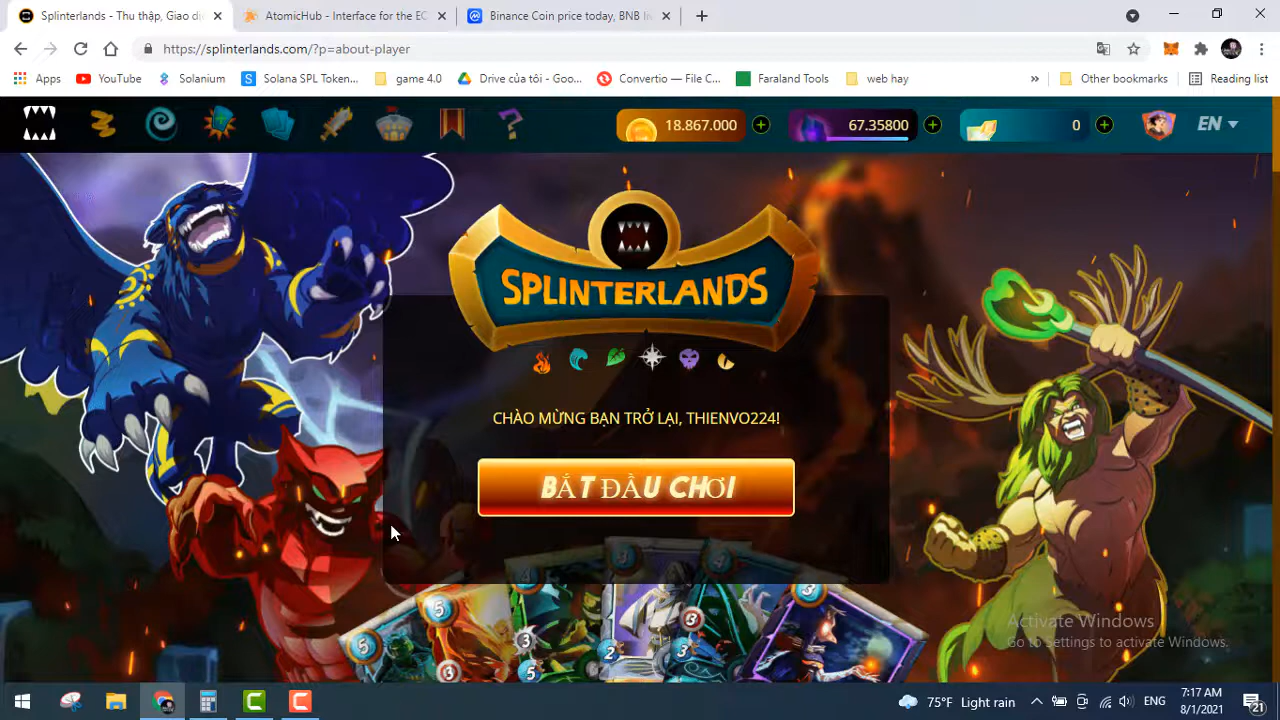 Splinterlands - Thu thập, Giao dị
AtomicHub - Interface for the EO
Binance Coin price today, BNB In
https://splinterlands.com/?p=about-player
Apps
YouTube
Solanium
Solana SPL Token...
game 4.0
Drive của tôi - Goo...
Convertio — File C...
Faraland Tools
web hay
»
Other bookmarks
Reading list
18.867.000
67.35800
0
EN
SPLINTERLANDS
CHÀO MỪNG BẠN TRỞ LẠI, THIENVO224!
BẮT ĐẦU CHƠI
Activate Windows
Go to Settings to activate Windows.
75°F Light rain
ENG
7:17 AM
8/1/2021
21